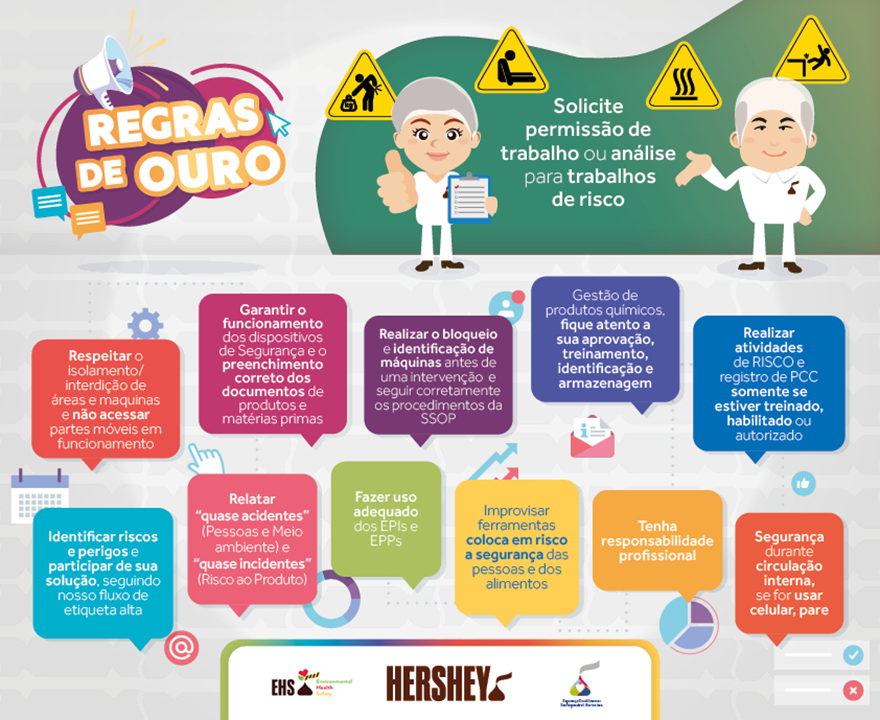 REGRAS
DE OURO
Solicite
permissão de
trabalho ou análise
para trabalhos
de risco
Respeitar o
isolamento/
interdição de
áreas e maquinas
e não acessar
partes móveis em
funcionamento
Garantir o
funcionamento
dos dispositivos
de Segurança e o
preenchimento
correto dos
documentos de
produtos e
matérias primas
Realizar o bloqueio
e identificação de
máquinas antes de
uma intervenção e
seguir corretamente
os procedimentos da
SSOP
Gestão de
produtos químicos,
fique atento a
sua aprovação,
treinamento,
identificação e
armazenagem
Realizar
atividades
de RISCO e
registro de PCC
somente se
estiver treinado,
habilitado ou
autorizado
Identificar riscos
e perigos e
participar de sua
solução, seguindo
nosso fluxo de
etiqueta alta
Relatar
“quase acidentes”
(Pessoas e Meio
ambiente) e
“quase incidentes”
(Risco ao Produto)
Fazer uso
adequado
dos EPIs e
EPPs
Improvisar
ferramentas
coloca em risco
a segurança das
pessoas e dos
alimentos
Tenha
responsabilidade
profissional
Segurança
durante
circulação
interna,
se for usar
celular, pare
EHS
Environmental
Health
Safety
HERSHEY